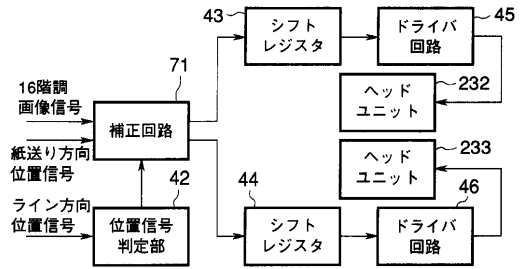 43
シフト
レジスタ
45
ドライバ
回路
232
ヘッド
ユニット
71
補正回路
16階調
画像信号
紙送り方向
位置信号
ライン方向
位置信号
42
位置信号
判定部
233
ヘッド
ユニット
44
シフト
レジスタ
46
ドライバ
回路